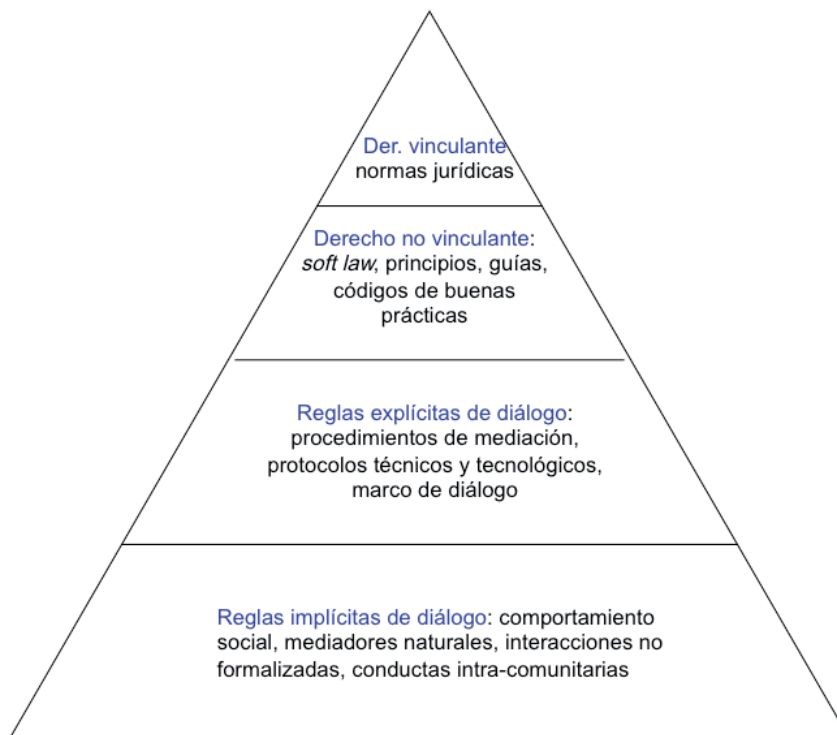 Der. vinculante
normas jurídicas
Derecho no vinculante:
soft law, principios, guías,
códigos de buenas
prácticas
Reglas explícitas de diálogo:
procedimientos de mediación,
protocolos técnicos y tecnológicos,
marco de diálogo
Reglas implícitas de diálogo: comportamiento
social, mediadores naturales, interacciones no
formalizadas, conductas intra-comunitarias